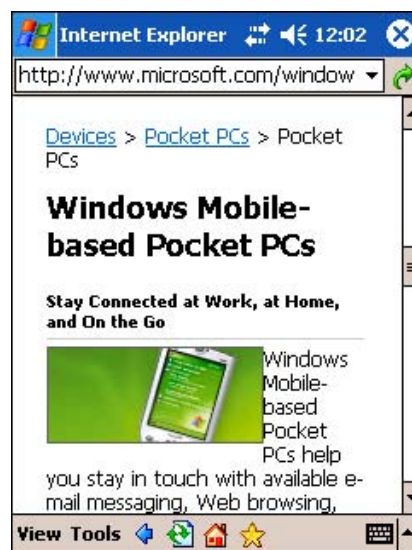 Internet Explorer 12:02
http://www.microsoft.com/window
Devices > Pocket PCs > Pocket
PCs
Windows Mobile-
based Pocket PCs
Stay Connected at Work, at Home,
and On the Go
Windows
Mobile-
based
Pocket
PCs help
you stay in touch with available e-
mail messaging, Web browsing,
View Tools